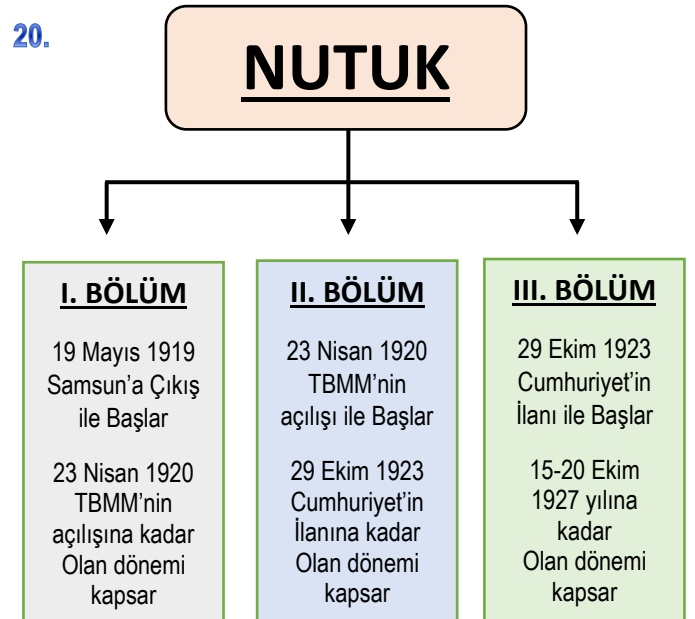 20.
NUTUK
I. BÖLÜM
19 Mayıs 1919
Samsun’a Çıkış
ile Başlar
23 Nisan 1920
TBMM’nin
açılışına kadar
Olan dönemi
kapsar
II. BÖLÜM
23 Nisan 1920
TBMM’nin
açılışı ile Başlar
29 Ekim 1923
Cumhuriyet’in
İlanına kadar
Olan dönemi
kapsar
III. BÖLÜM
29 Ekim 1923
Cumhuriyet’in
İlanı ile Başlar
15-20 Ekim
1927 yılına
kadar
Olan dönemi
kapsar